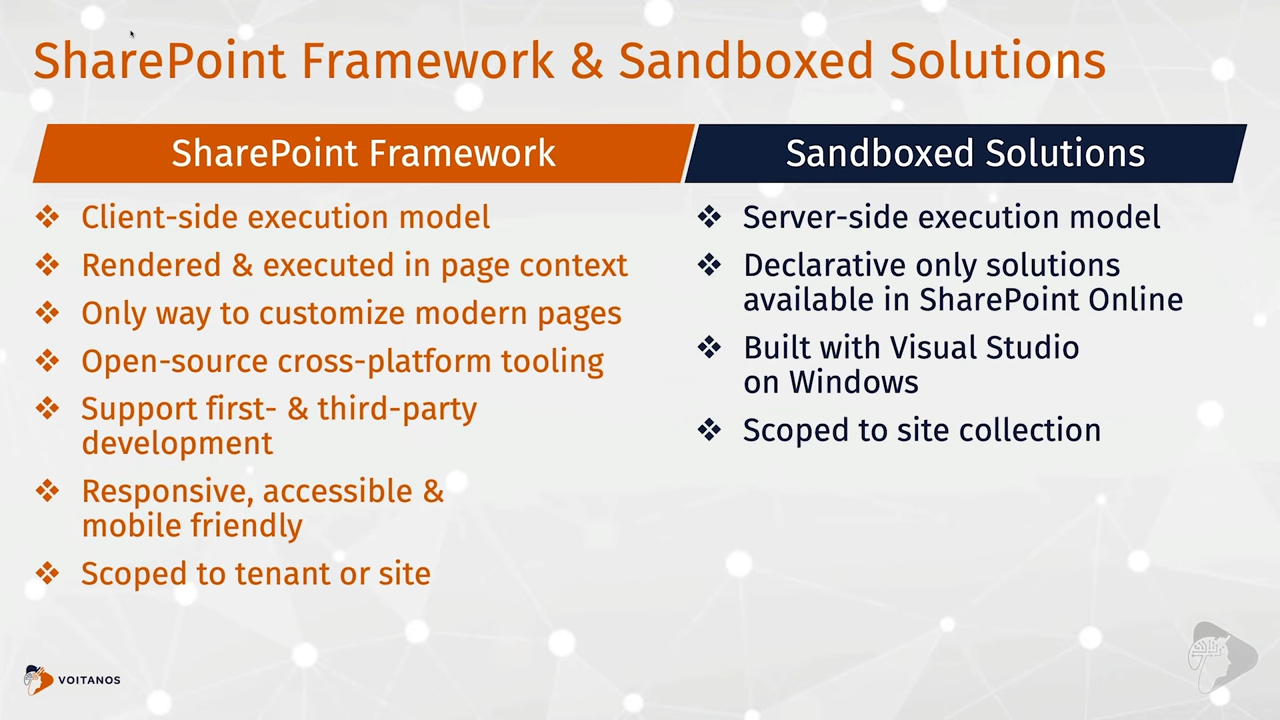 SharePoint Framework & Sandboxed Solutions
SharePoint Framework
❖ Client-side execution model
❖ Rendered & executed in page context
❖ Only way to customize modern pages
❖ Open-source cross-platform tooling
❖ Support first- & third-party
development
❖ Responsive, accessible &
mobile friendly
❖ Scoped to tenant or site
Sandboxed Solutions
❖ Server-side execution model
❖ Declarative only solutions
available in SharePoint Online
❖ Built with Visual Studio
on Windows
❖ Scoped to site collection
VOITANOS